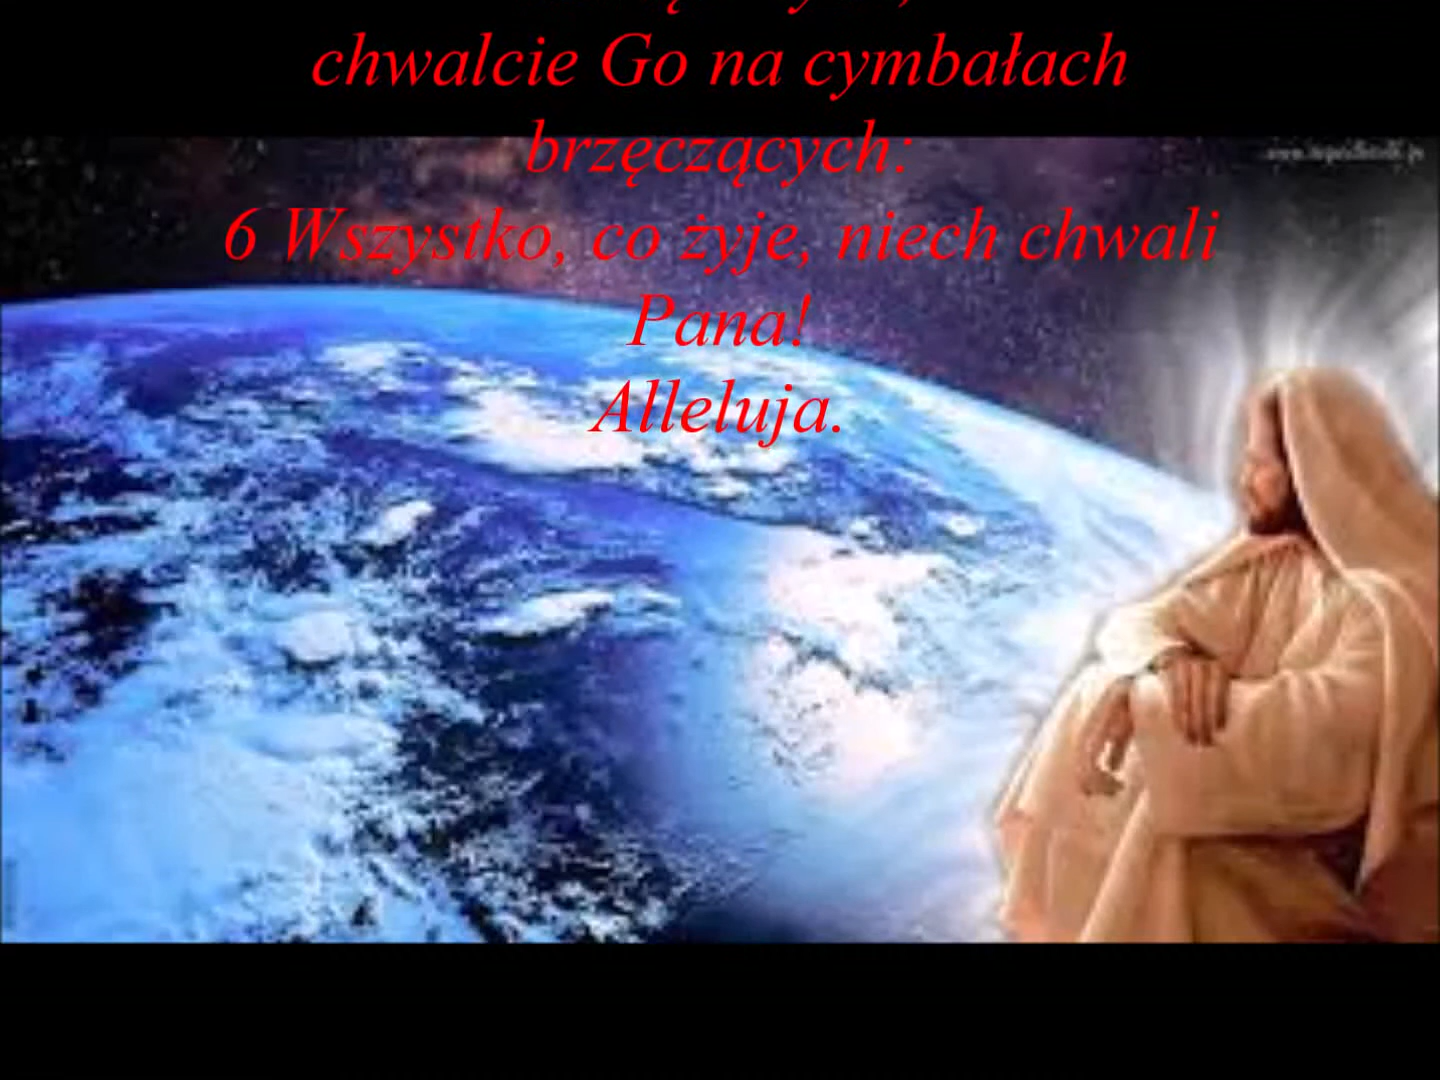 chwalcie Go na cymbałach
brzęczących:
6 Wszystko, co żyje, niech chwali
Pana!
Alleluja.